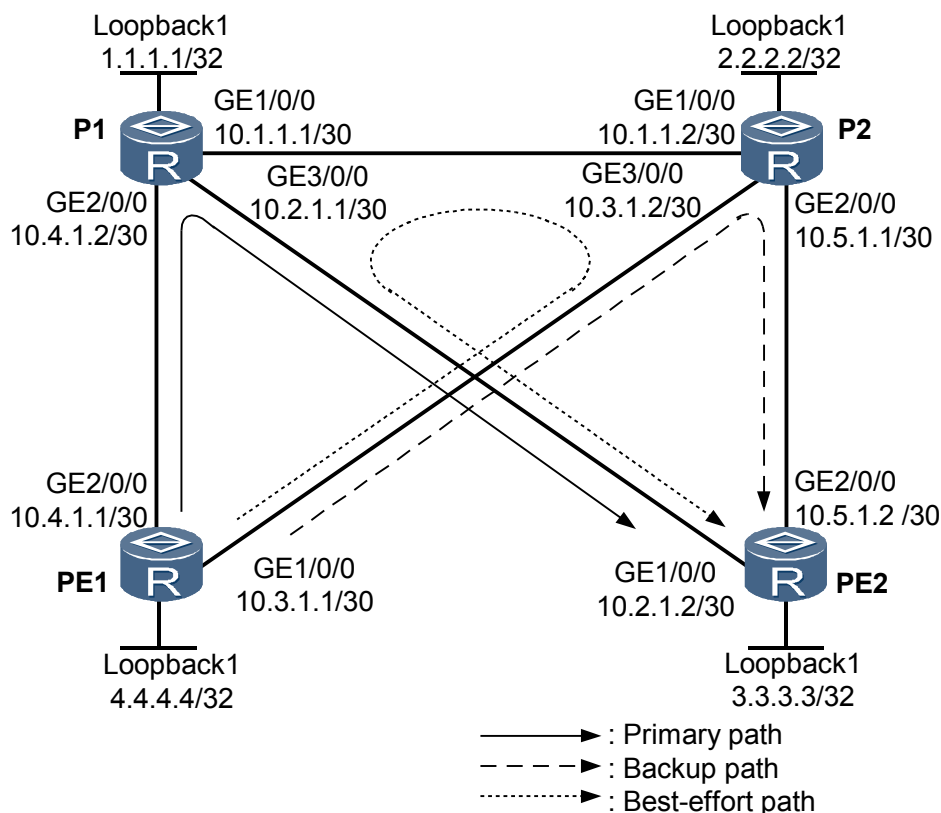 Loopback1
1.1.1.1/32
Loopback1
2.2.2.2/32
P1
GE1/0/0
10.1.1.1/30
GE1/0/0
10.1.1.2/30
P2
R
R
GE3/0/0
10.2.1.1/30
GE3/0/0
10.3.1.2/30
GE2/0/0
10.4.1.2/30
GE2/0/0
10.5.1.1/30
GE2/0/0
10.4.1.1/30
GE2/0/0
10.5.1.2 /30
PE1
R
GE1/0/0
10.3.1.1/30
GE1/0/0
10.2.1.2/30
R
PE2
Loopback1
4.4.4.4/32
Loopback1
3.3.3.3/32
: Primary path
: Backup path
: Best-effort path